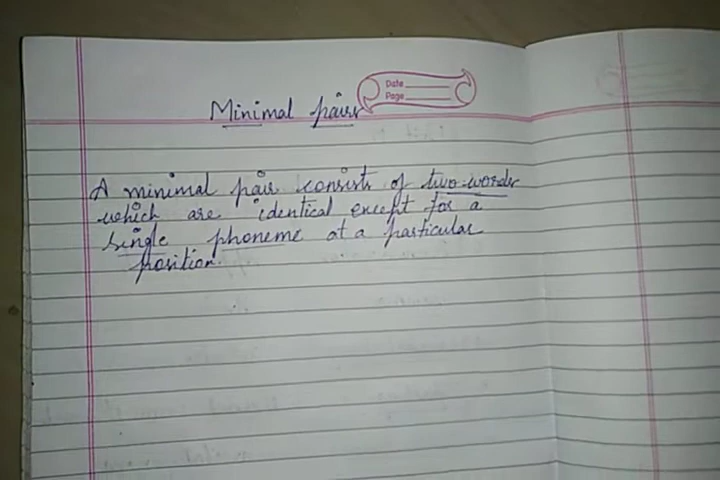 Date
Page
Minimal pairs
A minimal pair consists of two-words
which are identical except for a
single phoneme at a particular
position.